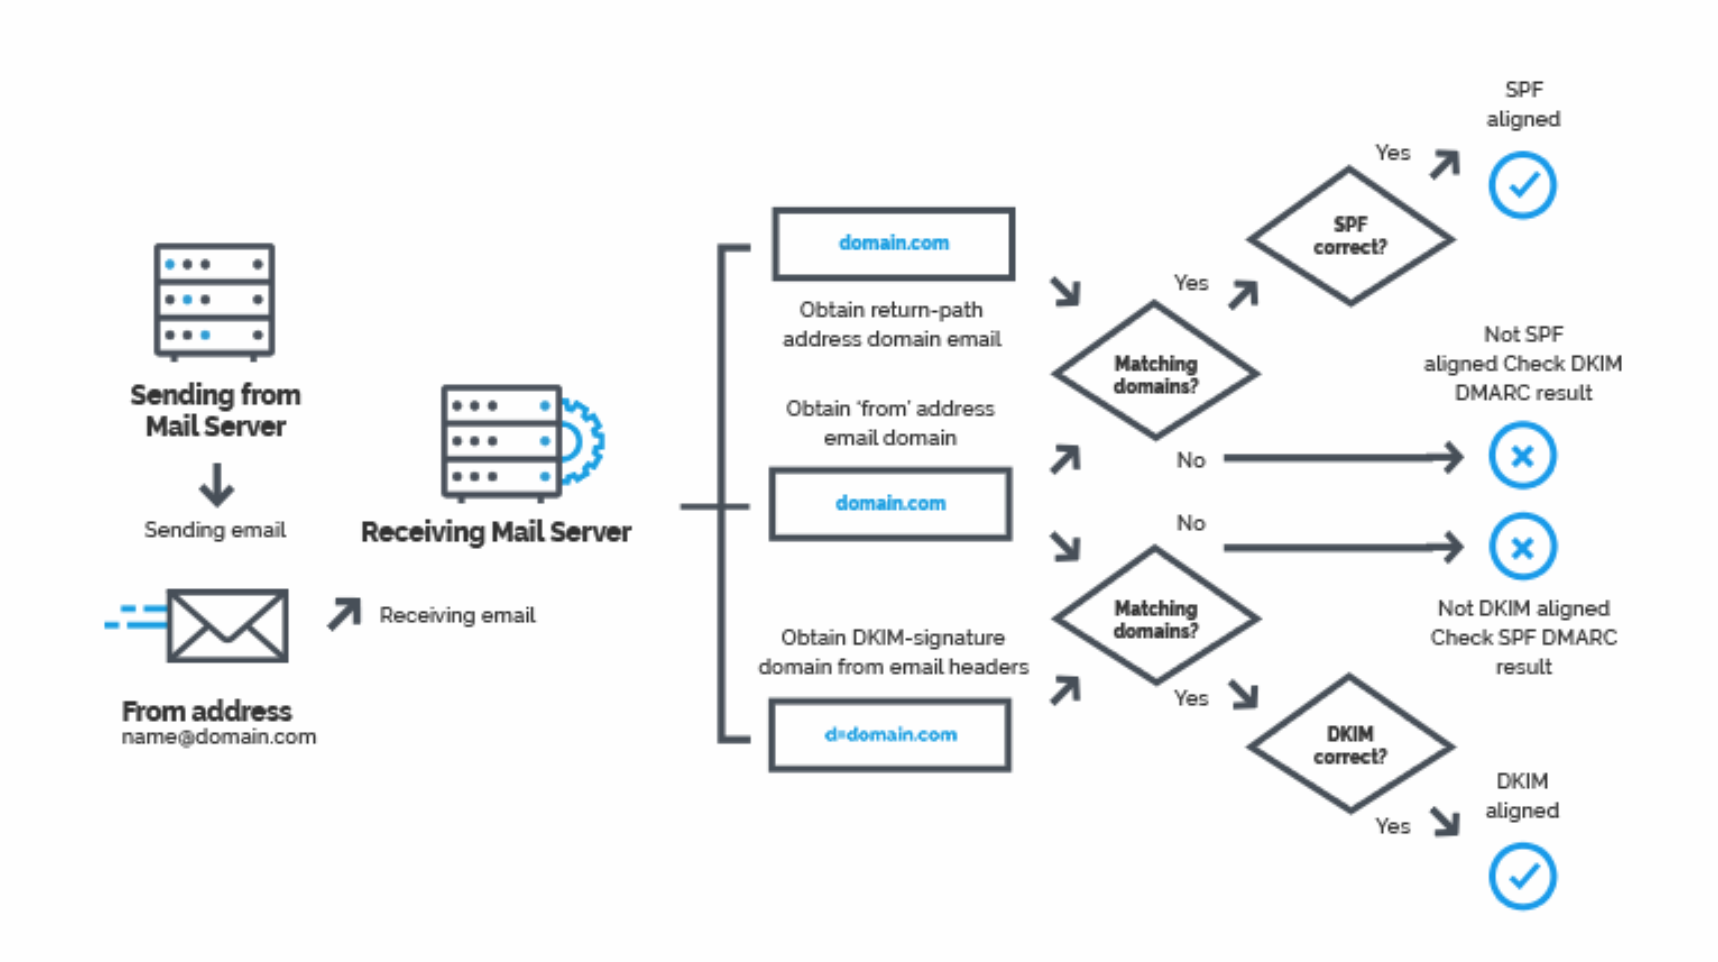 Sending from
Mail Server
Sending email
From address
name@domain.com
Receiving email
Receiving Mail Server
domain.com
Obtain return-path
address domain email
Obtain ‘from’ address
email domain
domain.com
Obtain DKIM-signature
domain from email headers
d=domain.com
Matching
domains?
Yes
No
SPF
correct?
Yes
SPF
aligned
Not SPF
aligned Check DKIM
DMARC result
Matching
domains?
No
Yes
Not DKIM aligned
Check SPF DMARC
result
DKIM
correct?
Yes
DKIM
aligned